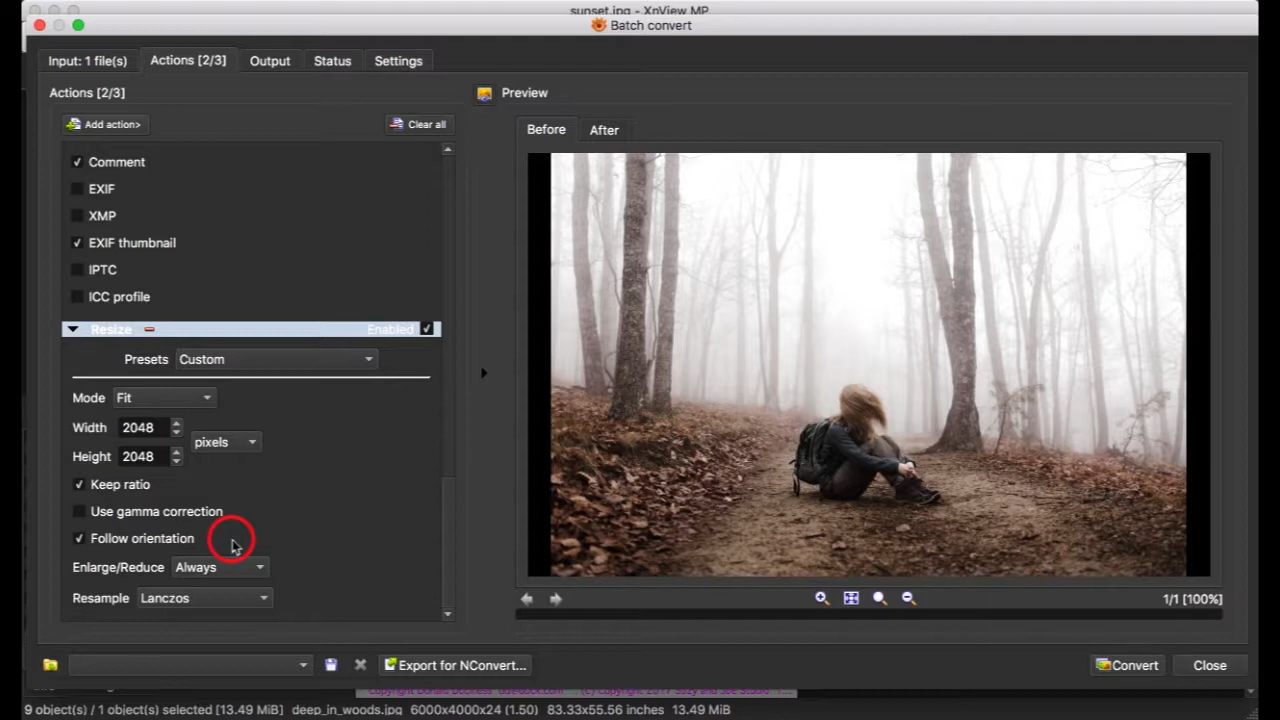 sunset.jpg - XnView MP
Batch convert
Input: 1 file(s) Actions [2/3] Output Status Settings
Actions [2/3]
Preview
Add action> Clear all
Before After
Comment
EXIF
XMP
EXIF thumbnail
IPTC
ICC profile
Resize Enabled
Presets Custom
Mode Fit
Width 2048
pixels
Height 2048
Keep ratio
Use gamma correction
Follow orientation
Enlarge/Reduce Always
Resample Lanczos
1/1 [100%]
Export for NConvert... Convert Close
9 object(s) / 1 object(s) selected [13.49 MiB] deep_in_woods.jpg 6000x4000x24 (1.50) 83.33x55.56 inches 13.49 MiB